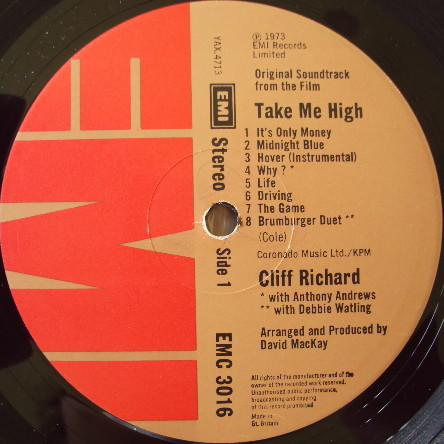 ℗ 1973
EMI Records
Limited
YAX.4713
Original Soundtrack
from the Film
EMI
Take Me High
1 It's Only Money
2 Midnight Blue
3 Hover (Instrumental)
4 Why ? *
5 Life
6 Driving
7 The Game
8 Brumburger Duet **
(Cole)
Stereo
Side 1
Coronado Music Ltd./KPM
Cliff Richard
* with Anthony Andrews
** with Debbie Watling
EMC 3016
Arranged and Produced by
David MacKay
All rights of the manufacturer and of the
owner of the recorded work reserved.
Unauthorised public performance,
broadcasting and copying
of this record prohibited
Made in
Gt. Britain
EMI